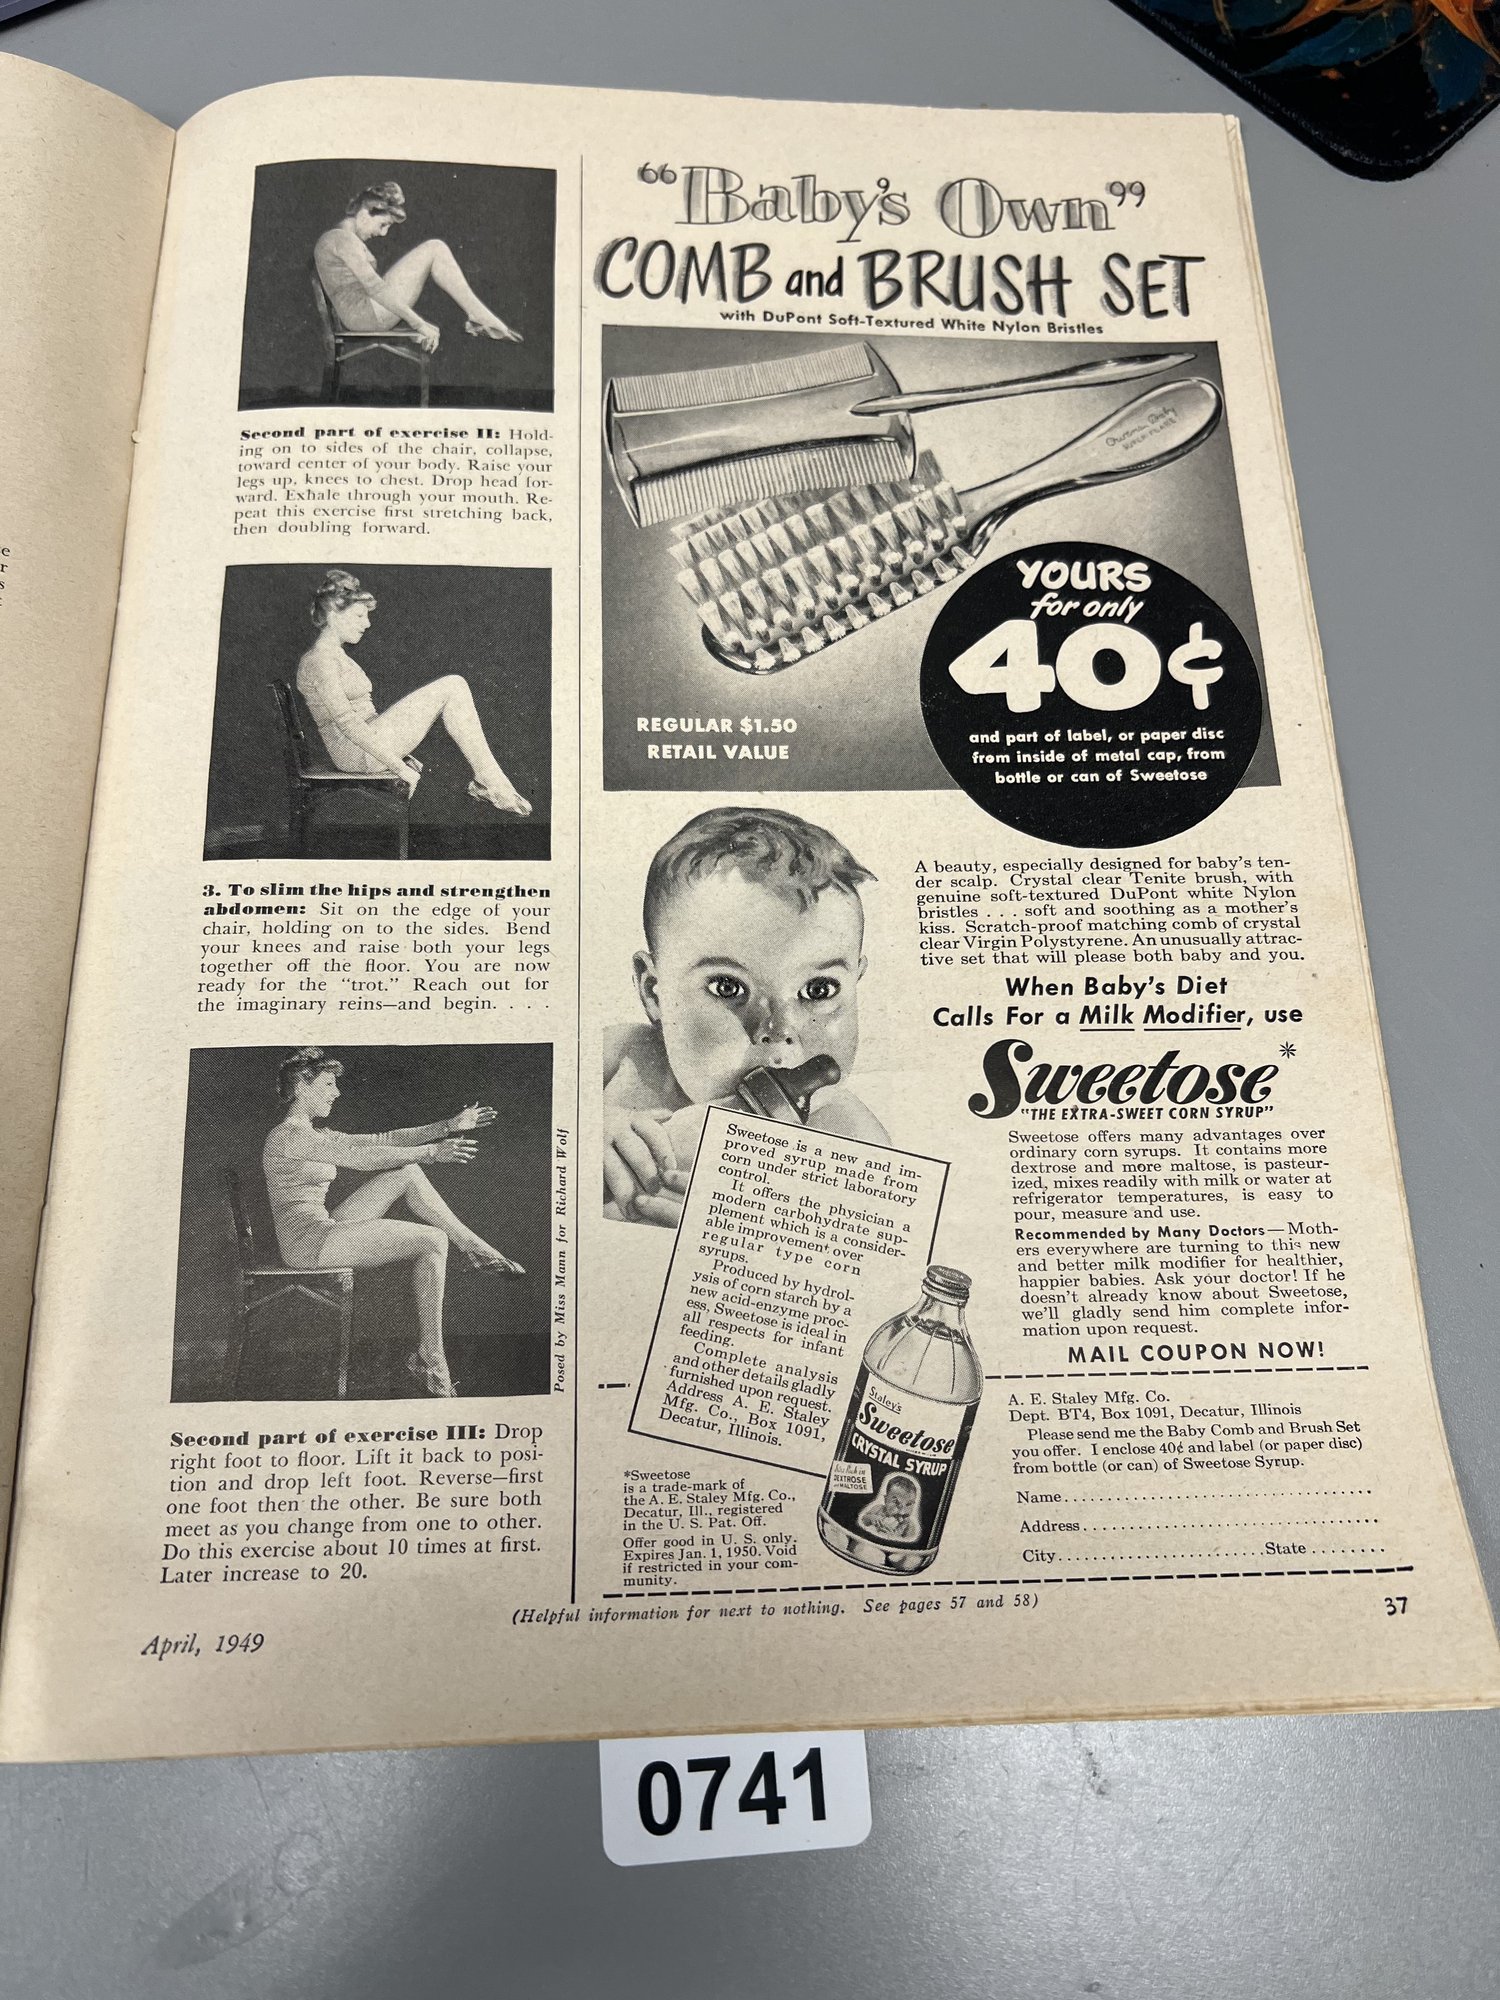 Second part of exercise II: Hold-
ing on to sides of the chair, collapse,
toward center of your body. Raise your
legs up, knees to chest. Drop head for-
ward. Exhale through your mouth. Re-
peat this exercise first stretching back,
then doubling forward.
3. To slim the hips and strengthen
abdomen: Sit on the edge of your
chair, holding on to the sides. Bend
your knees and raise both your legs
together off the floor. You are now
ready for the "trot." Reach out for
the imaginary reins—and begin. . . .
Posed by Miss Mann for Richard Wolf
Second part of exercise III: Drop
right foot to floor. Lift it back to posi-
tion and drop left foot. Reverse—first
one foot then the other. Be sure both
meet as you change from one to other.
Do this exercise about 10 times at first.
Later increase to 20.
"Baby's Own"
COMB and BRUSH SET
with DuPont Soft-Textured White Nylon Bristles
REGULAR $1.50
RETAIL VALUE
YOURS
for only
40¢
and part of label, or paper disc
from inside of metal cap, from
bottle or can of Sweetose
A beauty, especially designed for baby's ten-
der scalp. Crystal clear Tenite brush, with
genuine soft-textured DuPont white Nylon
bristles . . . soft and soothing as a mother's
kiss. Scratch-proof matching comb of crystal
clear Virgin Polystyrene. An unusually attrac-
tive set that will please both baby and you.
When Baby's Diet
Calls For a Milk Modifier, use
Sweetose*
"THE EXTRA-SWEET CORN SYRUP"
Sweetose offers many advantages over
ordinary corn syrups. It contains more
dextrose and more maltose, is pasteur-
ized, mixes readily with milk or water at
refrigerator temperatures, is easy to
pour, measure and use.
Recommended by Many Doctors—Moth-
ers everywhere are turning to this new
and better milk modifier for healthier,
happier babies. Ask your doctor! If he
doesn't already know about Sweetose,
we'll gladly send him complete infor-
mation upon request.
MAIL COUPON NOW!
Sweetose is a new and im-
proved syrup made from
corn under strict laboratory
control.
It offers the physician a
modern carbohydrate sup-
plement which is a consider-
able improvement over
regular type corn
syrups.
Produced by hydrol-
ysis of corn starch by a
new acid-enzyme proc-
ess, Sweetose is ideal in
all respects for infant
feeding.
Complete analysis
and other details gladly
furnished upon request.
Address A. E. Staley
Mfg. Co., Box 1091,
Decatur, Illinois.
Staley's
Sweetose
CRYSTAL SYRUP
Rich in
DEXTROSE
and MALTOSE
*Sweetose
is a trade-mark of
the A. E. Staley Mfg. Co.,
Decatur, Ill., registered
in the U. S. Pat. Off.
Offer good in U. S. only.
Expires Jan. 1, 1950. Void
if restricted in your com-
munity.
A. E. Staley Mfg. Co.
Dept. BT4, Box 1091, Decatur, Illinois
Please send me the Baby Comb and Brush Set
you offer. I enclose 40¢ and label (or paper disc)
from bottle (or can) of Sweetose Syrup.
Name
Address
City State
(Helpful information for next to nothing. See pages 57 and 58)
April, 1949
37
0741